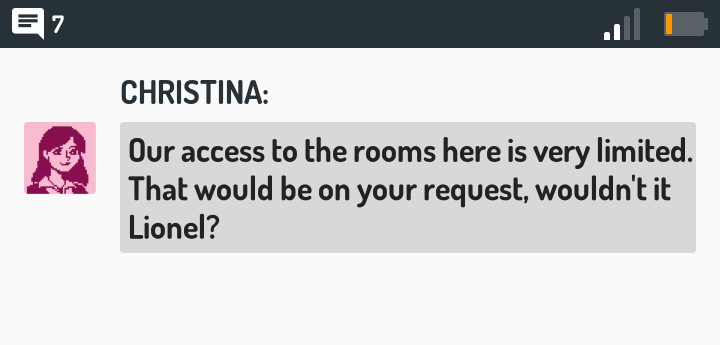 7
CHRISTINA:
Our access to the rooms here is very limited.
That would be on your request, wouldn't it
Lionel?